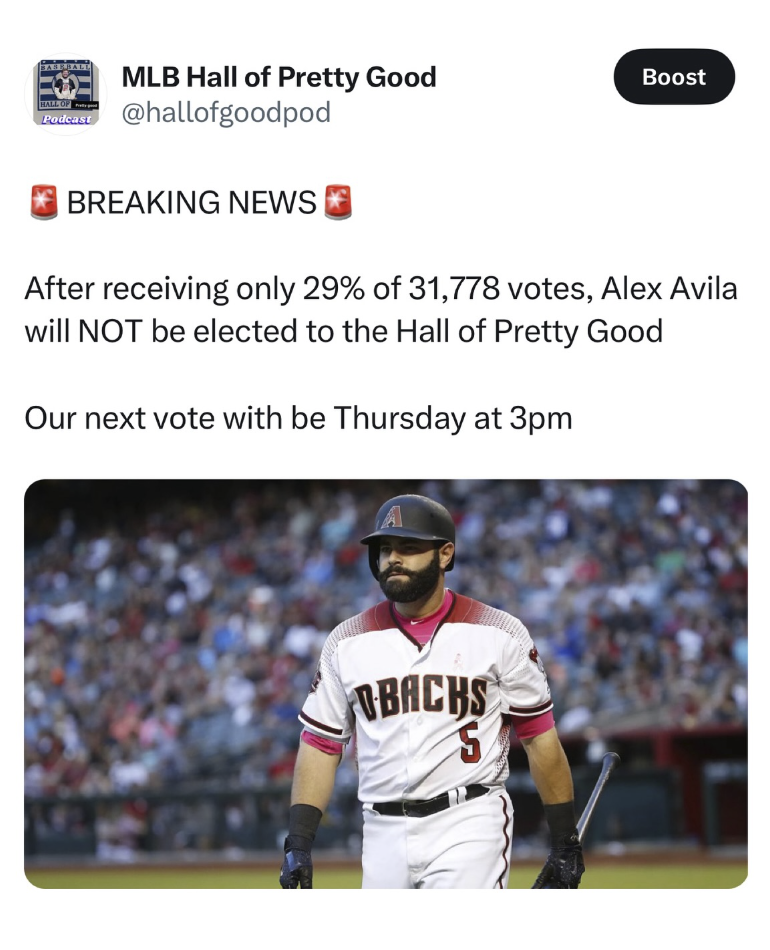 BASEBALL
HALL OF Pretty good
Podcast
MLB Hall of Pretty Good
@hallofgoodpod
Boost
🚨 BREAKING NEWS 🚨
After receiving only 29% of 31,778 votes, Alex Avila
will NOT be elected to the Hall of Pretty Good
Our next vote with be Thursday at 3pm
A
D-BACKS
5